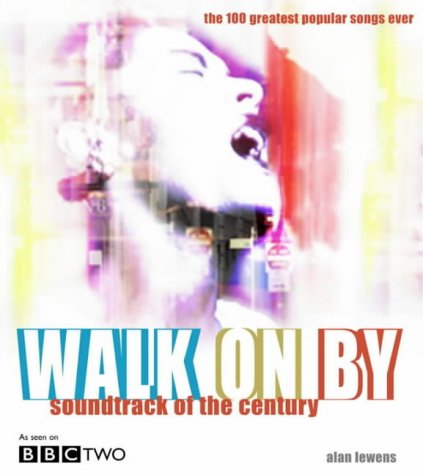 the 100 greatest popular songs ever
WALK ON BY
soundtrack of the century
As seen on
BBC TWO
alan lewens